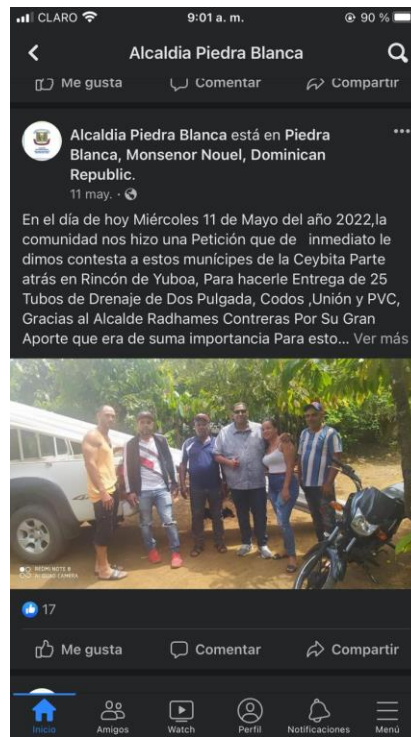 CLARO 9:01 a. m. 90 %
Alcaldia Piedra Blanca
Me gusta Comentar Compartir
Alcaldia Piedra Blanca está en Piedra
Blanca, Monsenor Nouel, Dominican
Republic.
11 may.
En el día de hoy Miércoles 11 de Mayo del año 2022,la
comunidad nos hizo una Petición que de inmediato le
dimos contesta a estos munícipes de la Ceybita Parte
atrás en Rincón de Yuboa, Para hacerle Entrega de 25
Tubos de Drenaje de Dos Pulgada, Codos ,Unión y PVC,
Gracias al Alcalde Radhames Contreras Por Su Gran
Aporte que era de suma importancia Para esto... Ver más
REDMI NOTE 8
AI QUAD CAMERA
17
Me gusta Comentar Compartir
Inicio Amigos Watch Perfil Notificaciones Menú